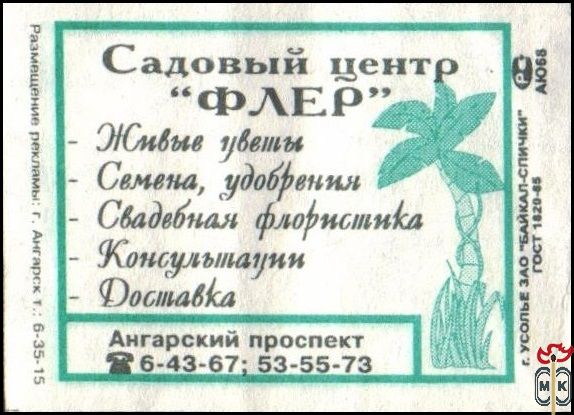 Садовый центр
"ФЛЕР"
- Живые цветы
- Семена, удобрения
- Свадебная флористика
- Консультации
- Доставка
Ангарский проспект
☎ 6-43-67; 53-55-73
Размещение рекламы: г. Ангарск т.: 6-35-15
АЮ68
г. УСОЛЬЕ ЗАО "БАЙКАЛ-СПИЧКИ"
ГОСТ 1820-85
МК